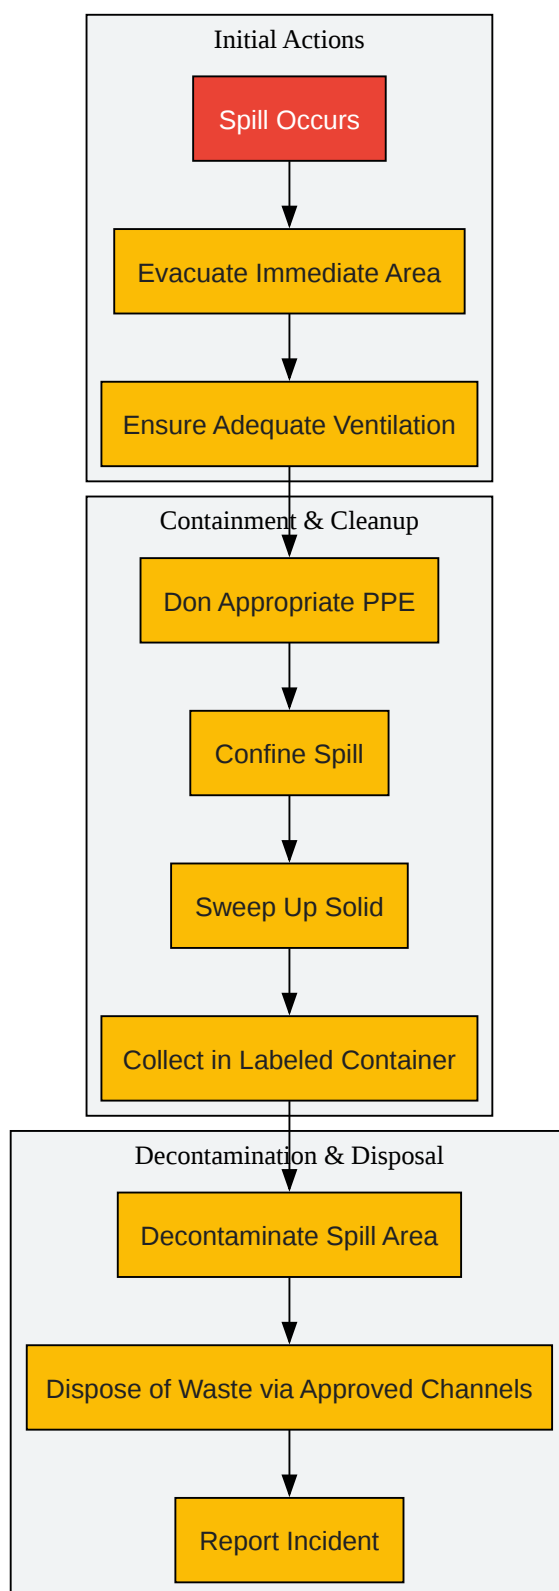 Initial Actions
Spill Occurs
Evacuate Immediate Area
Ensure Adequate Ventilation
Containment & Cleanup
Don Appropriate PPE
Confine Spill
Sweep Up Solid
Collect in Labeled Container
Decontamination & Disposal
Decontaminate Spill Area
Dispose of Waste via Approved Channels
Report Incident